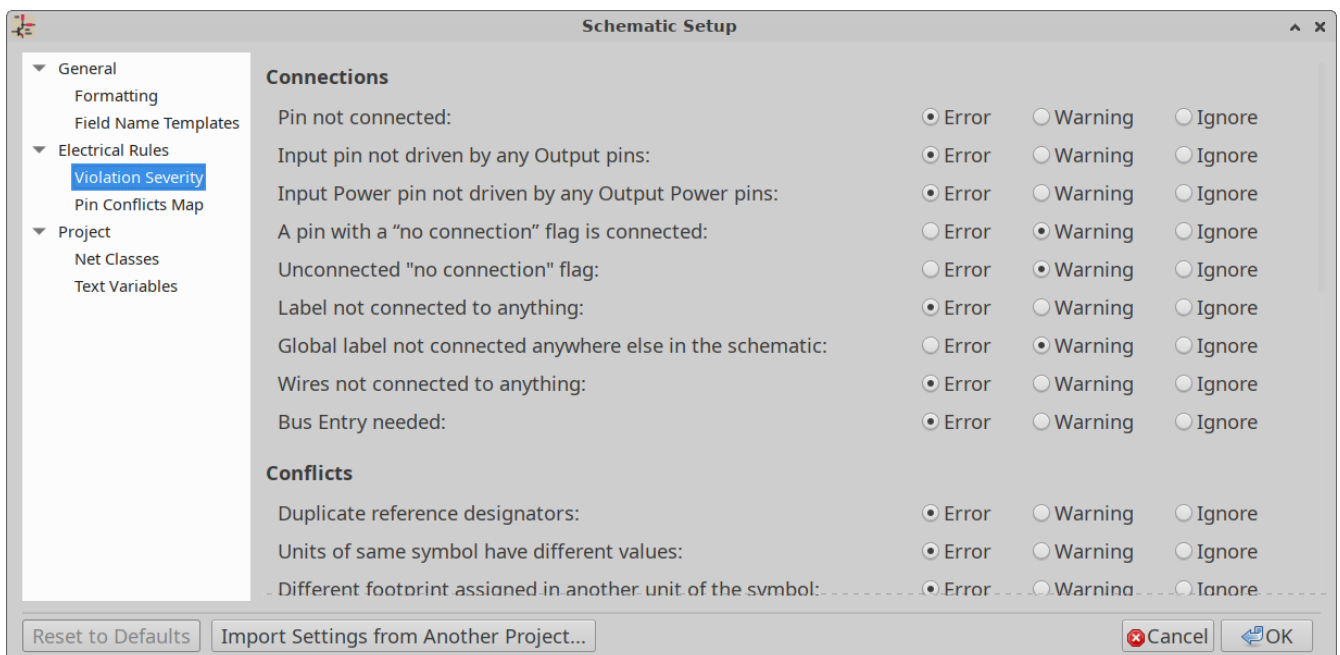 Schematic Setup
General
Formatting
Field Name Templates
Electrical Rules
Violation Severity
Pin Conflicts Map
Project
Net Classes
Text Variables
Connections
Pin not connected: Error Warning Ignore
Input pin not driven by any Output pins: Error Warning Ignore
Input Power pin not driven by any Output Power pins: Error Warning Ignore
A pin with a “no connection” flag is connected: Error Warning Ignore
Unconnected "no connection" flag: Error Warning Ignore
Label not connected to anything: Error Warning Ignore
Global label not connected anywhere else in the schematic: Error Warning Ignore
Wires not connected to anything: Error Warning Ignore
Bus Entry needed: Error Warning Ignore
Conflicts
Duplicate reference designators: Error Warning Ignore
Units of same symbol have different values: Error Warning Ignore
Different footprint assigned in another unit of the symbol: Error Warning Ignore
Reset to Defaults Import Settings from Another Project... Cancel OK